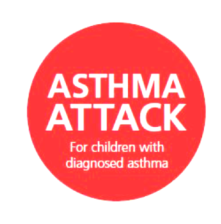 ASTHMA
ATTACK
For children with
diagnosed asthma